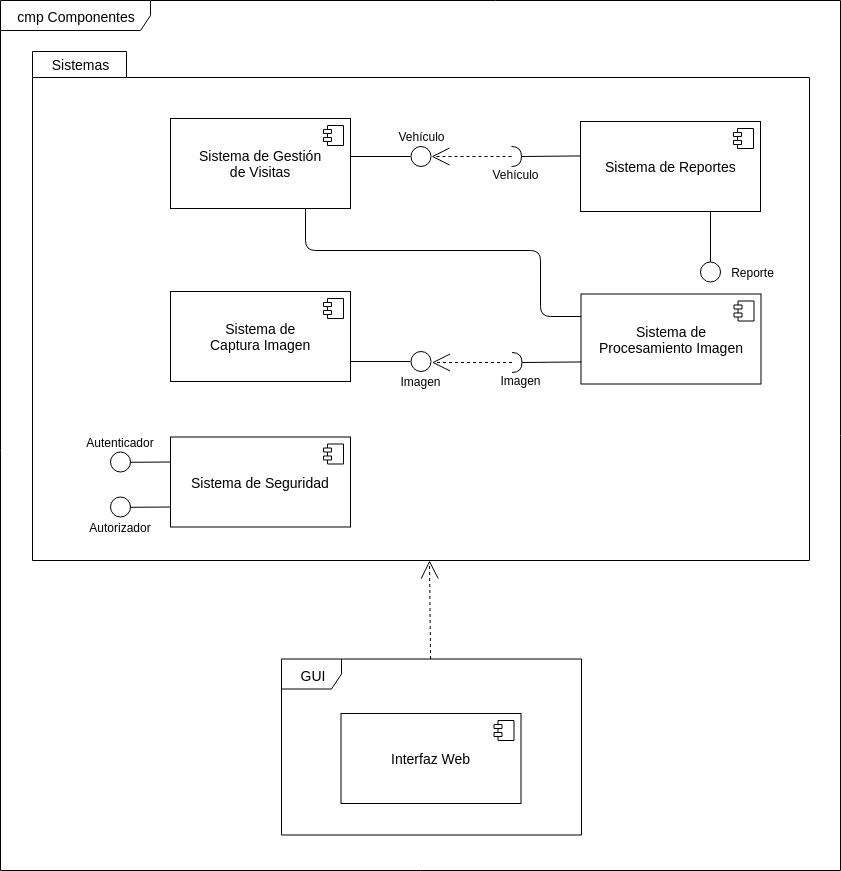 cmp Componentes
Sistemas
Sistema de Gestión
de Visitas
Vehículo
Vehículo
Sistema de Reportes
Reporte
Sistema de
Captura Imagen
Imagen
Imagen
Sistema de
Procesamiento Imagen
Autenticador
Autorizador
Sistema de Seguridad
GUI
Interfaz Web